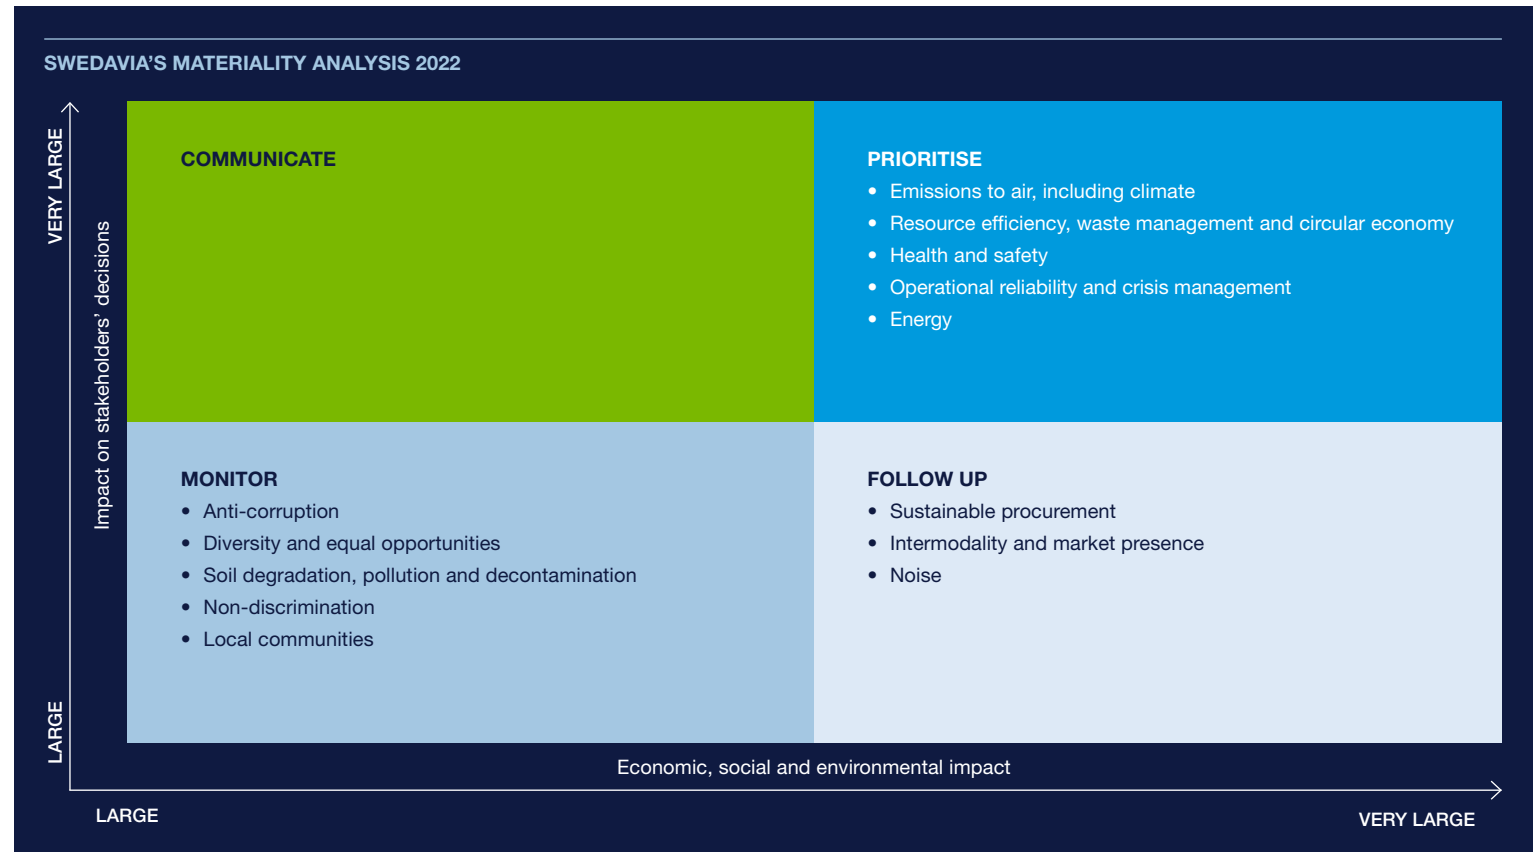 SWEDAVIA’S MATERIALITY ANALYSIS 2022
VERY LARGE
Impact on stakeholders’ decisions
LARGE
COMMUNICATE
PRIORITISE
• Emissions to air, including climate
• Resource efficiency, waste management and circular economy
• Health and safety
• Operational reliability and crisis management
• Energy
MONITOR
• Anti-corruption
• Diversity and equal opportunities
• Soil degradation, pollution and decontamination
• Non-discrimination
• Local communities
FOLLOW UP
• Sustainable procurement
• Intermodality and market presence
• Noise
Economic, social and environmental impact
LARGE
VERY LARGE